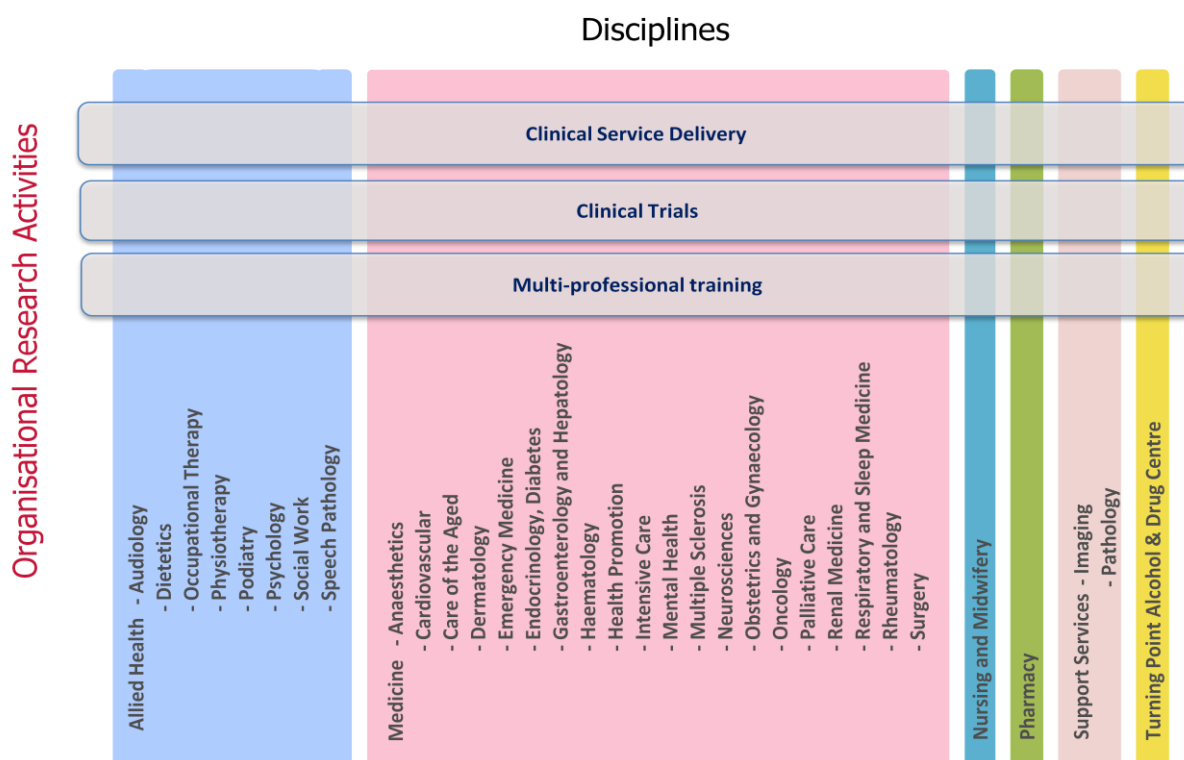 Disciplines
Organisational Research Activities
Clinical Service Delivery
Clinical Trials
Multi-professional training
Allied Health - Audiology
- Dietetics
- Occupational Therapy
- Physiotherapy
- Podiatry
- Psychology
- Social Work
- Speech Pathology
Medicine - Anaesthetics
- Cardiovascular
- Care of the Aged
- Dermatology
- Emergency Medicine
- Endocrinology, Diabetes
- Gastroenterology and Hepatology
- Haematology
- Health Promotion
- Intensive Care
- Mental Health
- Multiple Sclerosis
- Neurosciences
- Obstetrics and Gynaecology
- Oncology
- Palliative Care
- Renal Medicine
- Respiratory and Sleep Medicine
- Rheumatology
- Surgery
Nursing and Midwifery
Pharmacy
Support Services - Imaging
- Pathology
Turning Point Alcohol & Drug Centre